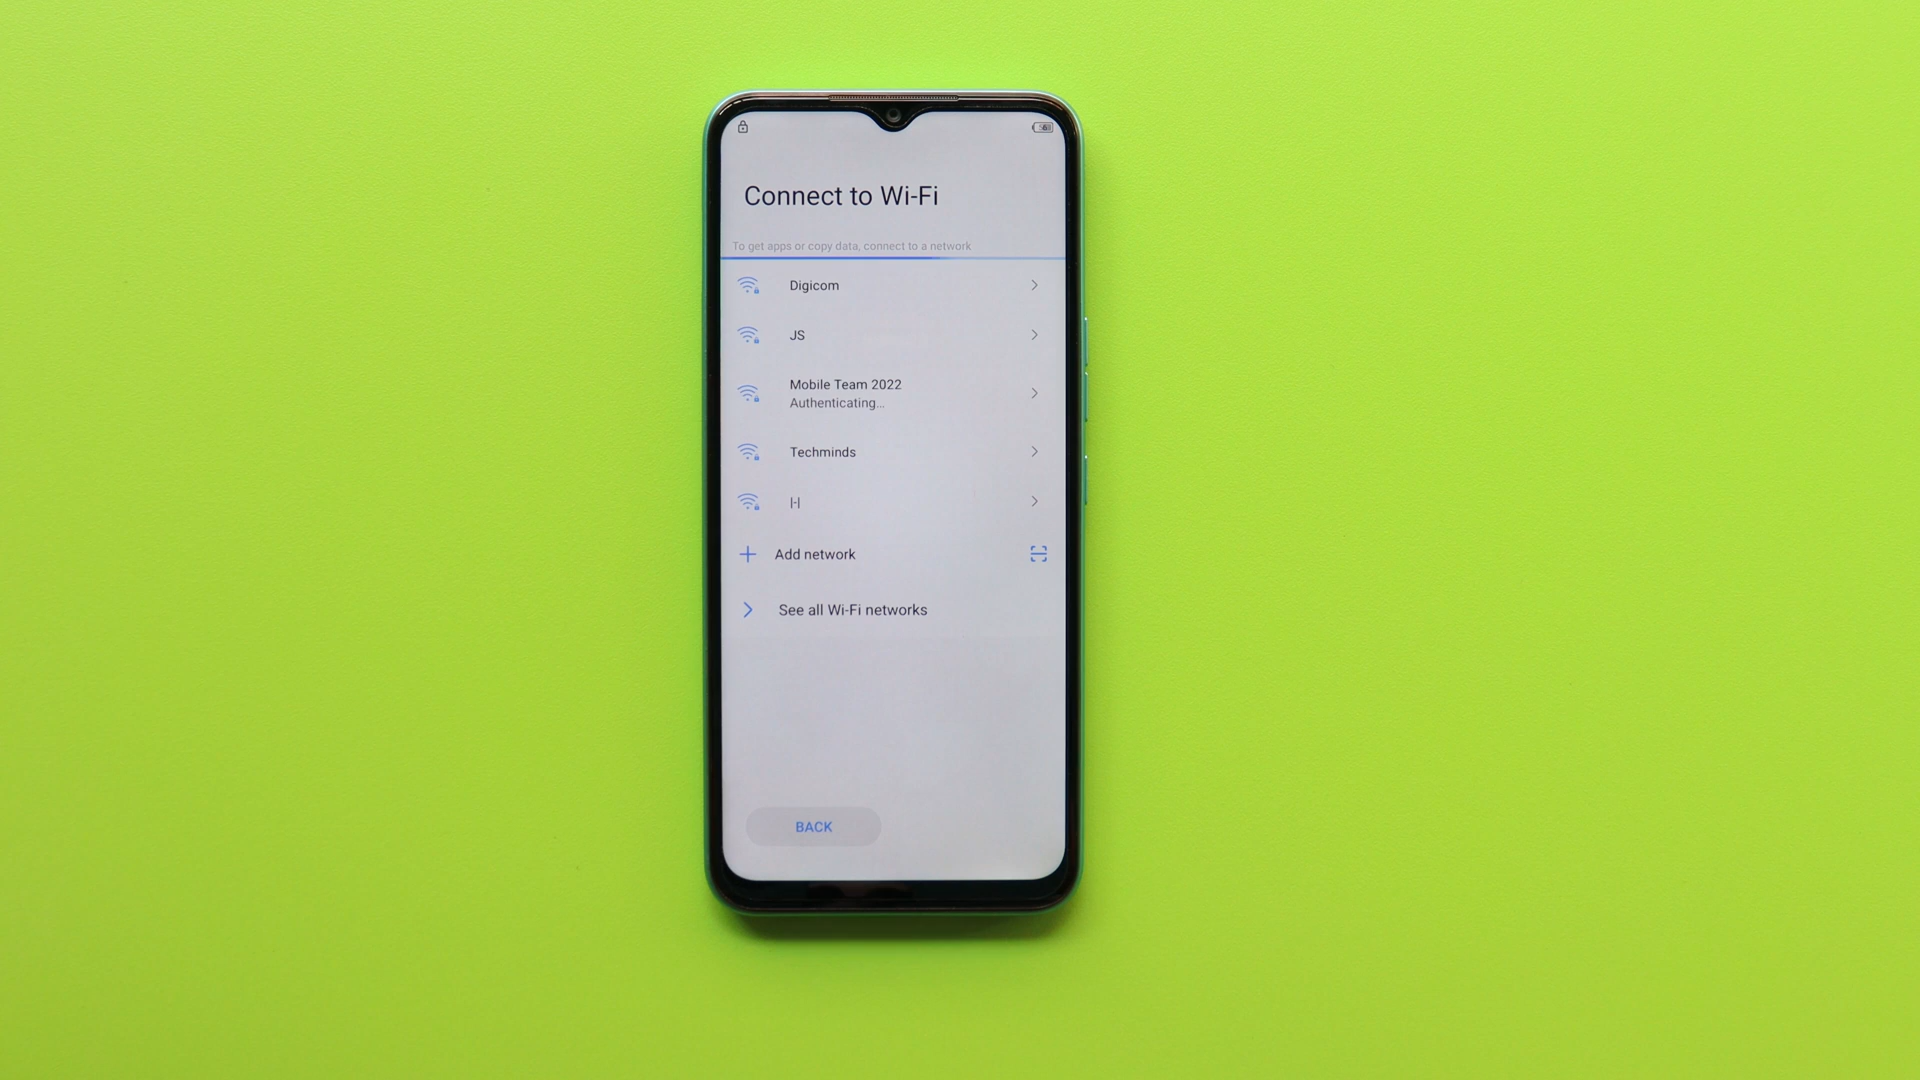 Connect to Wi-Fi
To get apps or copy data, connect to a network
Digicom
JS
Mobile Team 2022
Authenticating...
Techminds
|-|
Add network
See all Wi-Fi networks
BACK